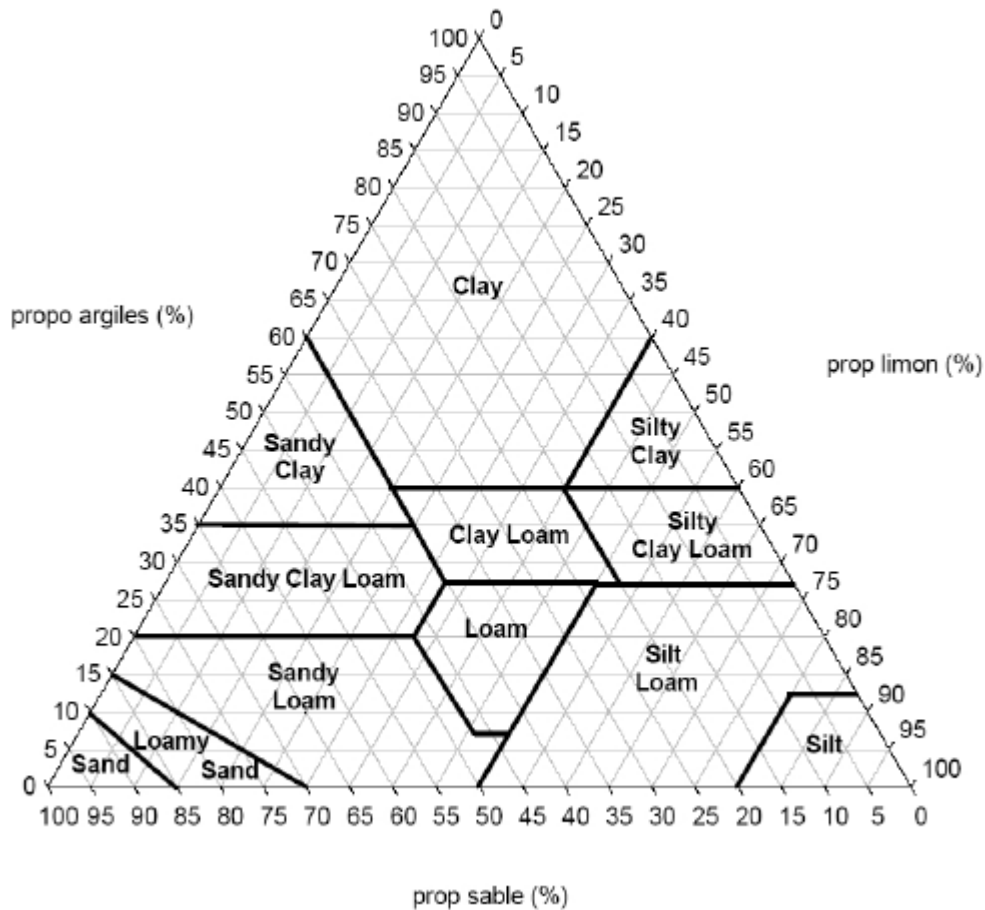 0
100
5
95
10
90
15
85
20
80
25
75
30
70
Clay
35
65
propo argiles (%)
40
60
prop limon (%)
45
55
50
50
Silty
Clay
Sandy
Clay
55
45
60
40
65
35
Clay Loam
Silty
Clay Loam
70
30
Sandy Clay Loam
75
25
Loam
80
20
Silt
Loam
85
15
Sandy
Loam
90
10
Loamy
Sand
Silt
95
5
Sand
100
0
100 95 90 85 80 75 70 65 60 55 50 45 40 35 30 25 20 15 10 5 0
prop sable (%)